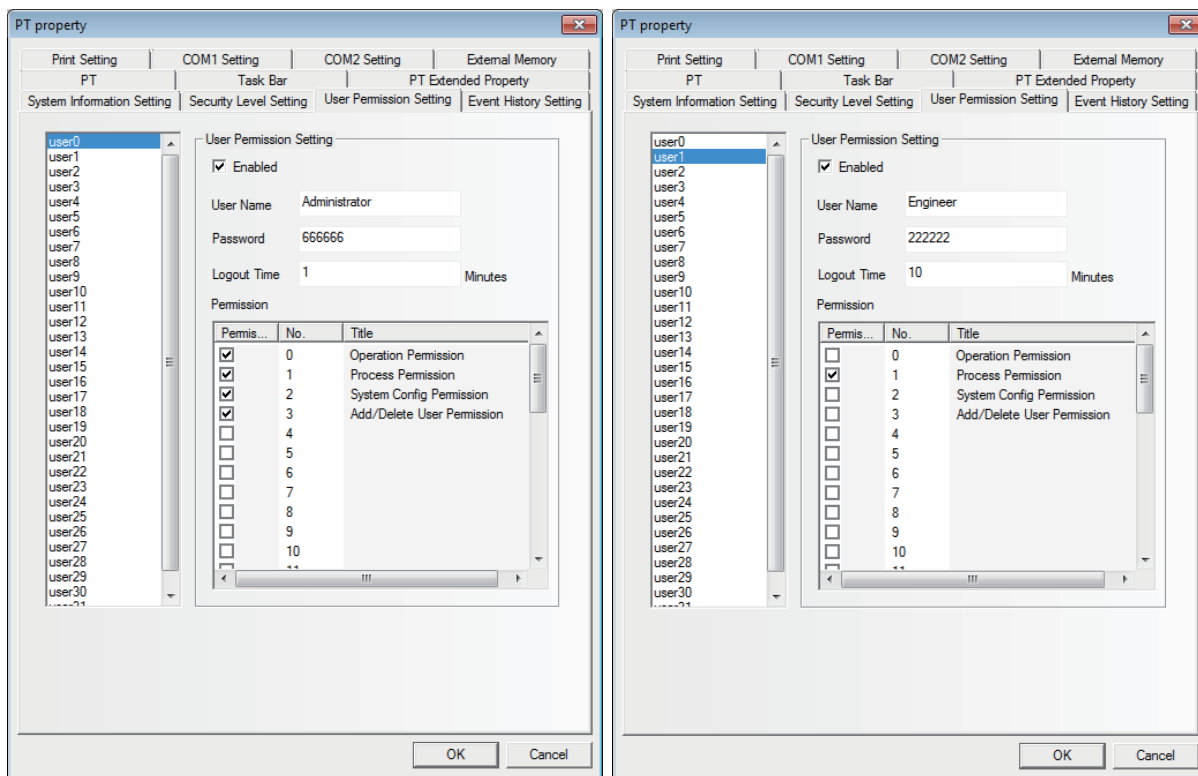 PT property
Print Setting COM1 Setting COM2 Setting External Memory
PT Task Bar PT Extended Property
System Information Setting Security Level Setting User Permission Setting Event History Setting
user0
user1
user2
user3
user4
user5
user6
user7
user8
user9
user10
user11
user12
user13
user14
user15
user16
user17
user18
user19
user20
user21
user22
user23
user24
user25
user26
user27
user28
user29
user30
User Permission Setting
Enabled
User Name Administrator
Password 666666
Logout Time 1 Minutes
Permission
Permis... No. Title
0 Operation Permission
1 Process Permission
2 System Config Permission
3 Add/Delete User Permission
4
5
6
7
8
9
10
OK Cancel
PT property
Print Setting COM1 Setting COM2 Setting External Memory
PT Task Bar PT Extended Property
System Information Setting Security Level Setting User Permission Setting Event History Setting
user0
user1
user2
user3
user4
user5
user6
user7
user8
user9
user10
user11
user12
user13
user14
user15
user16
user17
user18
user19
user20
user21
user22
user23
user24
user25
user26
user27
user28
user29
user30
User Permission Setting
Enabled
User Name Engineer
Password 222222
Logout Time 10 Minutes
Permission
Permis... No. Title
0 Operation Permission
1 Process Permission
2 System Config Permission
3 Add/Delete User Permission
4
5
6
7
8
9
10
OK Cancel